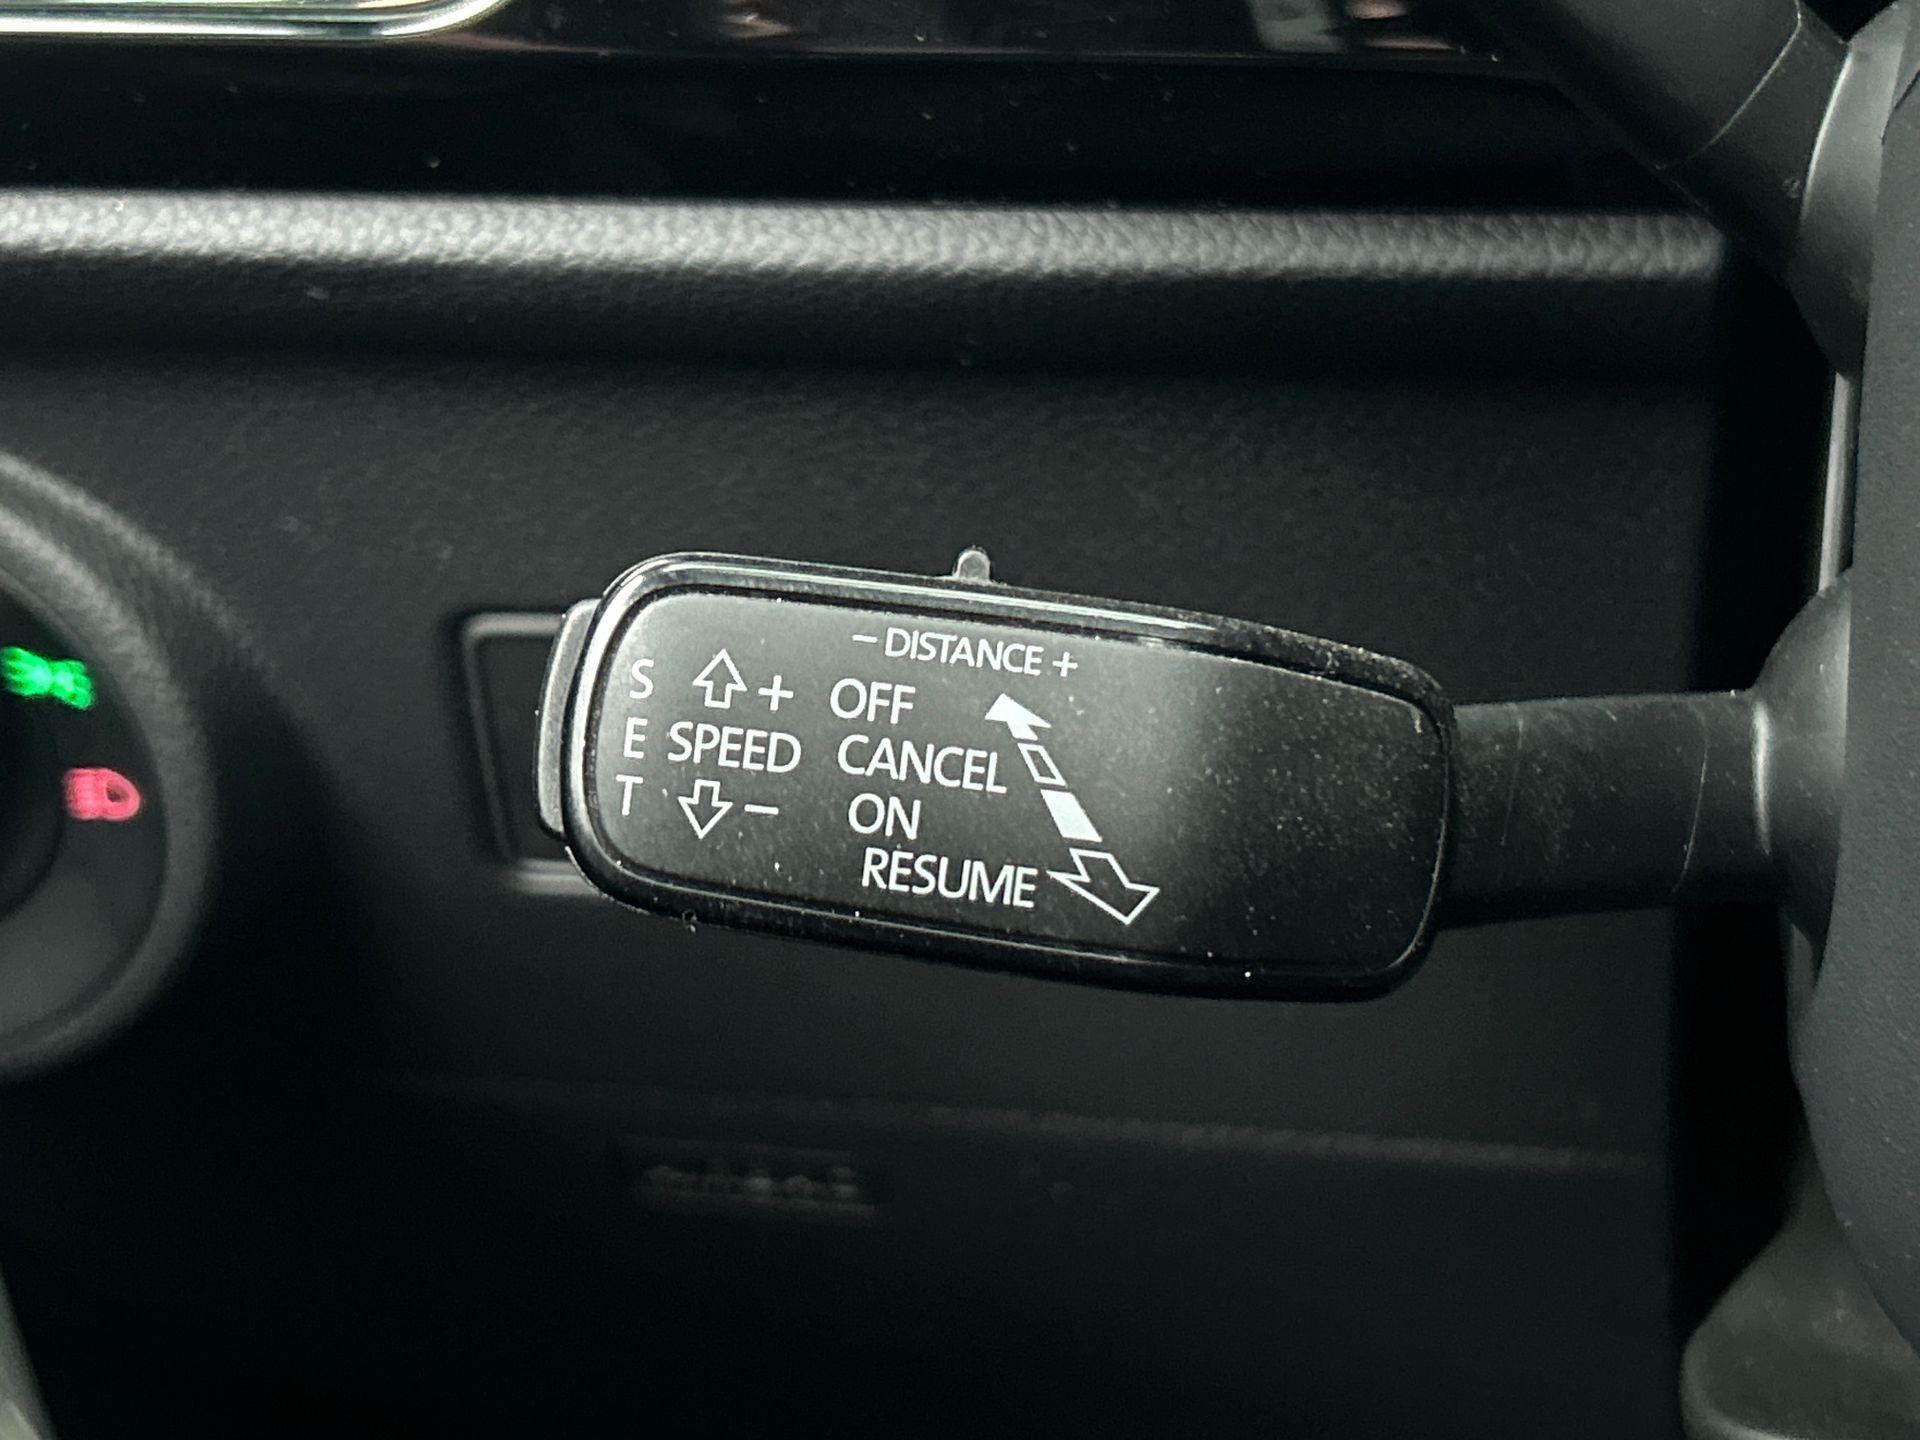 - DISTANCE +
S + OFF
E SPEED CANCEL
T - ON
RESUME